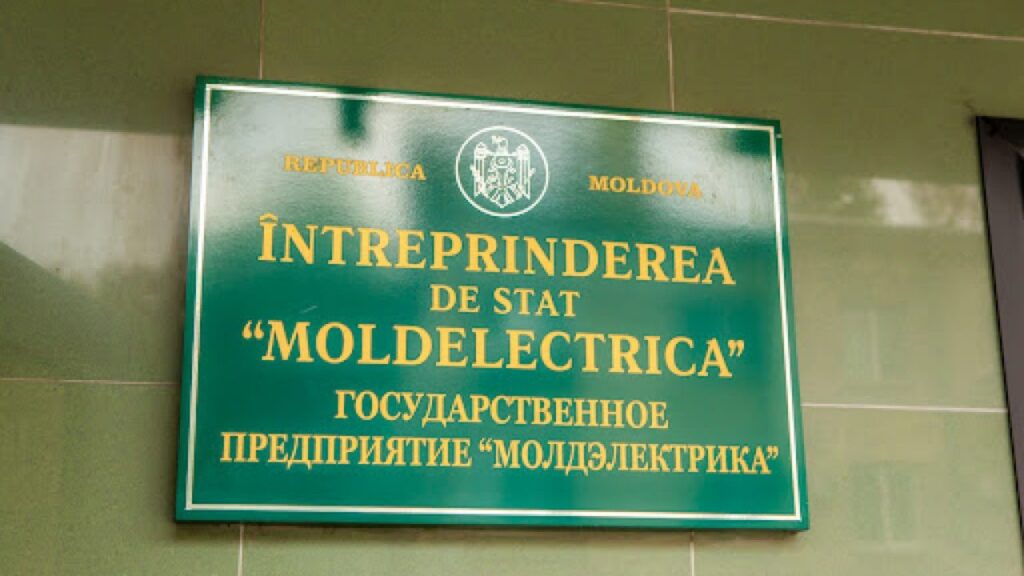 REPUBLICA MOLDOVA
ÎNTREPRINDEREA
DE STAT
“MOLDELECTRICA”
ГОСУДАРСТВЕННОЕ
ПРЕДПРИЯТИЕ “МОЛДЭЛЕКТРИКА”